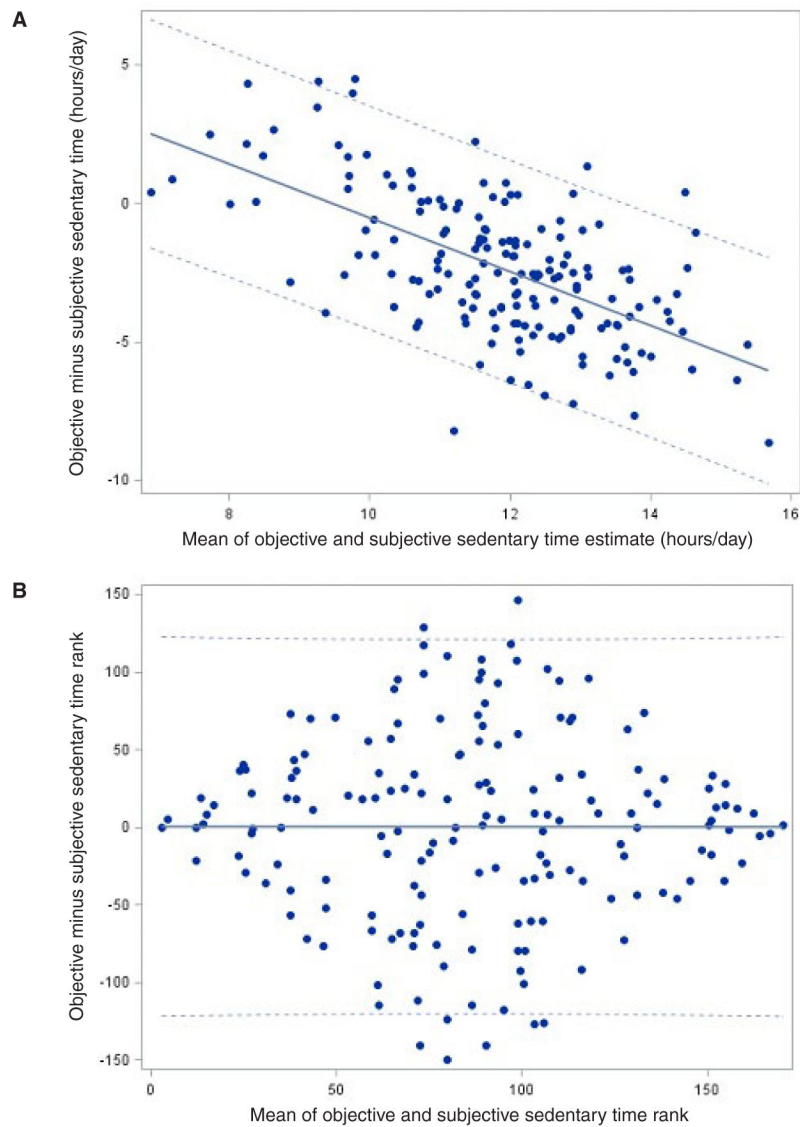 A
Objective minus subjective sedentary time (hours/day)
5
0
-5
-10
8 10 12 14 16
Mean of objective and subjective sedentary time estimate (hours/day)
B
Objective minus subjective sedentary time rank
150
100
50
0
-50
-100
-150
0 50 100 150
Mean of objective and subjective sedentary time rank